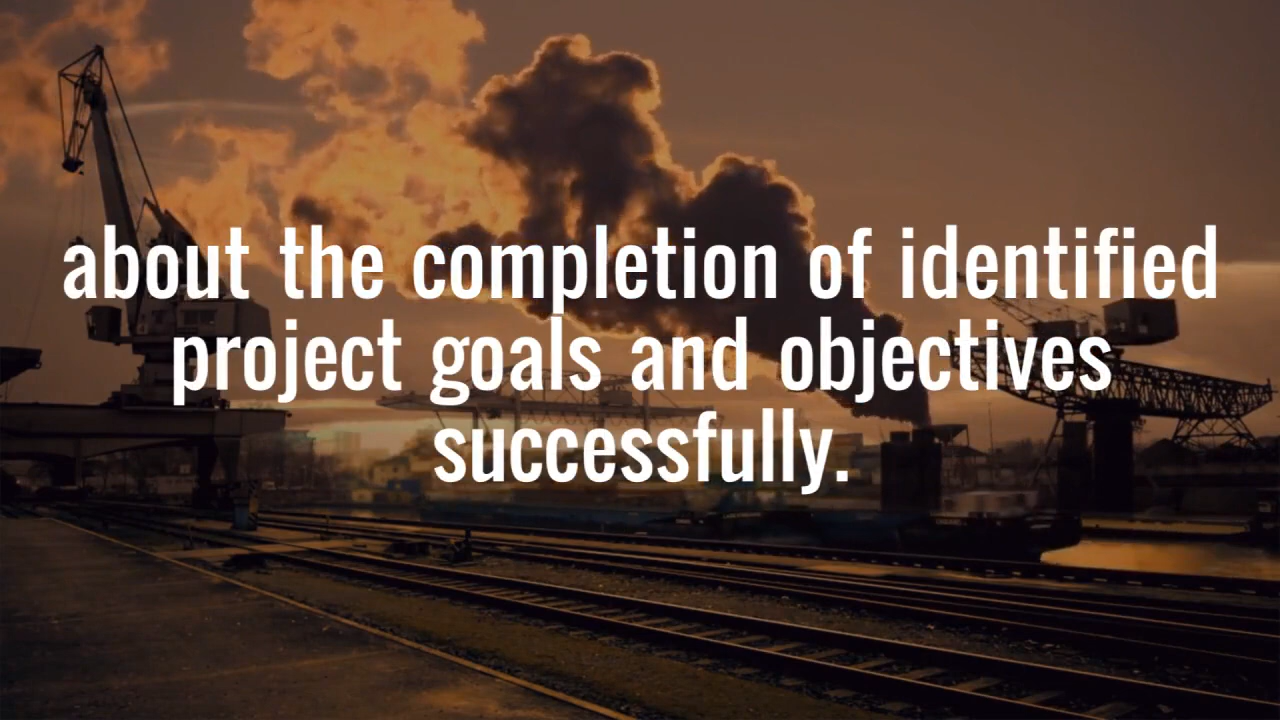 about the completion of identified
project goals and objectives
successfully.